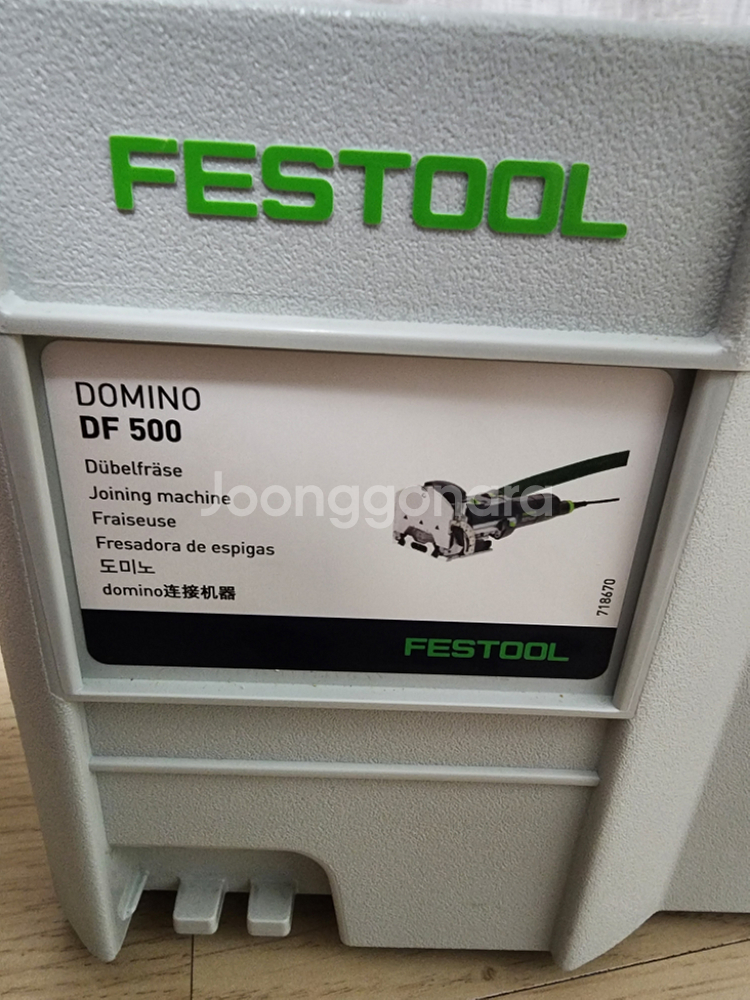 FESTOOL
DOMINO
DF 500
Dübelfräse
Joining machine
Fraiseuse
Fresadora de espigas
도미노
domino连接机器
718670
FESTOOL
Joonggonara